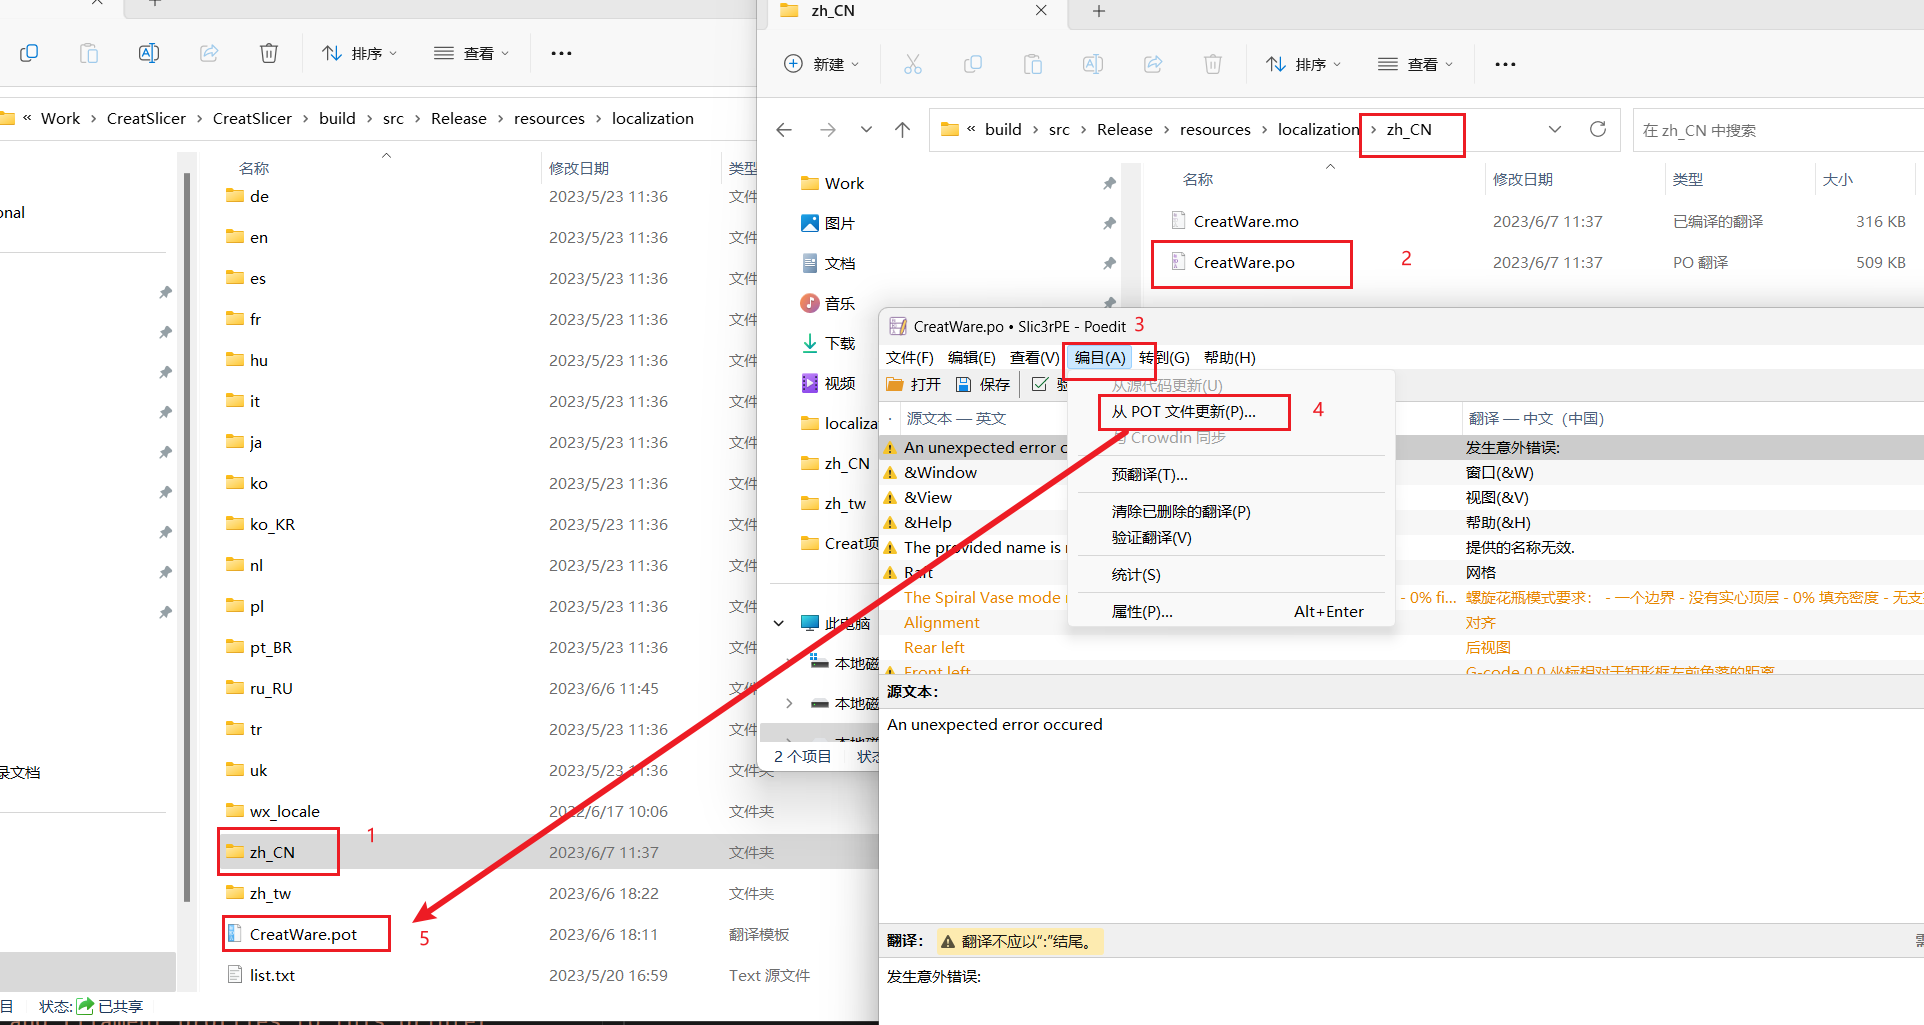 排序
查看
« Work › CreatSlicer › CreatSlicer › build › src › Release › resources › localization
名称 修改日期 类型
onal
de 2023/5/23 11:36 文件
en 2023/5/23 11:36 文件
es 2023/5/23 11:36 文件
fr 2023/5/23 11:36 文件
hu 2023/5/23 11:36 文件
it 2023/5/23 11:36 文件
ja 2023/5/23 11:36 文件
ko 2023/5/23 11:36 文件
ko_KR 2023/5/23 11:36 文件
nl 2023/5/23 11:36 文件
pl 2023/5/23 11:36 文件
pt_BR 2023/5/23 11:36 文件
ru_RU 2023/6/6 11:45 文件
tr 2023/5/23 11:36 文件
uk 2023/5/23 11:36 文件夹
wx_locale 2022/6/17 10:06 文件夹
zh_CN 2023/6/7 11:37 文件夹
1
zh_tw 2023/6/6 18:22 文件夹
CreatWare.pot 2023/6/6 18:11 翻译模板
5
list.txt 2023/5/20 16:59 Text 源文件
录文档
目 状态: 已共享
zh_CN
新建
排序
查看
« build › src › Release › resources › localization › zh_CN
在 zh_CN 中搜索
名称 修改日期 类型 大小
CreatWare.mo 2023/6/7 11:37 已编译的翻译 316 KB
CreatWare.po 2023/6/7 11:37 PO 翻译 509 KB
2
Work
图片
文档
音乐
下载
视频
localiza
zh_CN
zh_tw
Creat项
此电脑
本地磁
本地磁
本地磁
2 个项目 状态
CreatWare.po • Slic3rPE - Poedit
3
文件(F) 编辑(E) 查看(V) 编目(A) 转到(G) 帮助(H)
打开 保存 验
从源代码更新(U)
从 POT 文件更新(P)...
4
与 Crowdin 同步
预翻译(T)...
清除已删除的翻译(P)
验证翻译(V)
统计(S)
属性(P)... Alt+Enter
源文本 — 英文 翻译 — 中文（中国）
An unexpected error o 发生意外错误:
&Window 窗口(&W)
&View 视图(&V)
&Help 帮助(&H)
The provided name is 提供的名称无效.
Raft 网格
The Spiral Vase mode - 0% fi... 螺旋花瓶模式要求： - 一个边界 - 没有实心顶层 - 0% 填充密度 - 无支
Alignment 对齐
Rear left 后视图
Front left G-code 0,0 坐标相对于矩形框左前角落的距离
源文本:
An unexpected error occured
翻译: 翻译不应以“:”结尾。
需
发生意外错误: